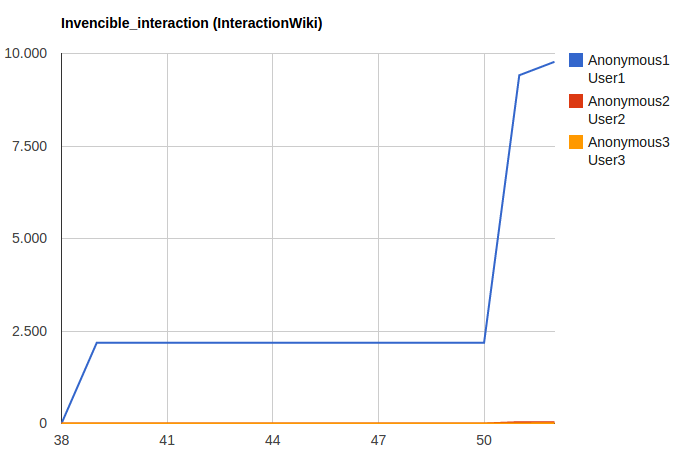 Invencible_interaction (InteractionWiki)
10.000
7.500
5.000
2.500
0
38 41 44 47 50
Anonymous1
User1
Anonymous2
User2
Anonymous3
User3